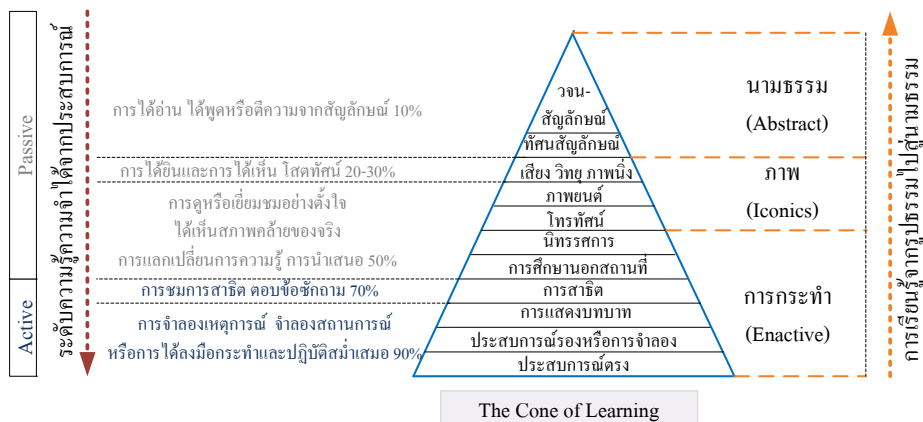 Passive
Active
ระดับความรู้ความจำได้จากประสบการณ์
การได้อ่าน ได้พูดหรือตีความจากสัญลักษณ์ 10%
การได้ยินและการได้เห็น โสตทัศน์ 20-30%
การดูหรือเยี่ยมชมอย่างตั้งใจ
ได้เห็นสภาพคล้ายของจริง
การแลกเปลี่ยนการความรู้ การนำเสนอ 50%
การชมการสาธิต ตอบข้อซักถาม 70%
การจำลองเหตุการณ์ จำลองสถานการณ์
หรือการได้ลงมือกระทำและปฏิบัติสม่ำเสมอ 90%
วจน-
สัญลักษณ์
ทัศนสัญลักษณ์
เสียง วิทยุ ภาพนิ่ง
ภาพยนต์
โทรทัศน์
นิทรรศการ
การศึกษานอกสถานที่
การสาธิต
การแสดงบทบาท
ประสบการณ์รองหรือการจำลอง
ประสบการณ์ตรง
นามธรรม
(Abstract)
ภาพ
(Iconics)
การกระทำ
(Enactive)
การเรียนรู้จากรูปธรรมไปสู่นามธรรม
The Cone of Learning